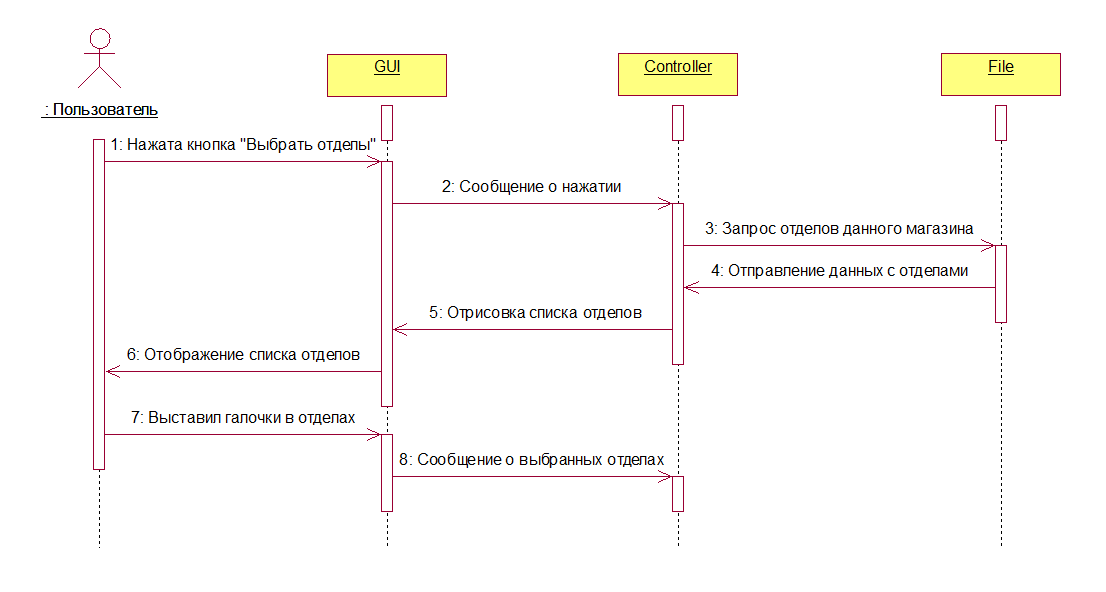 GUI
Controller
File
: Пользователь
1: Нажата кнопка "Выбрать отделы"
2: Сообщение о нажатии
3: Запрос отделов данного магазина
4: Отправление данных с отделами
5: Отрисовка списка отделов
6: Отображение списка отделов
7: Выставил галочки в отделах
8: Сообщение о выбранных отделах